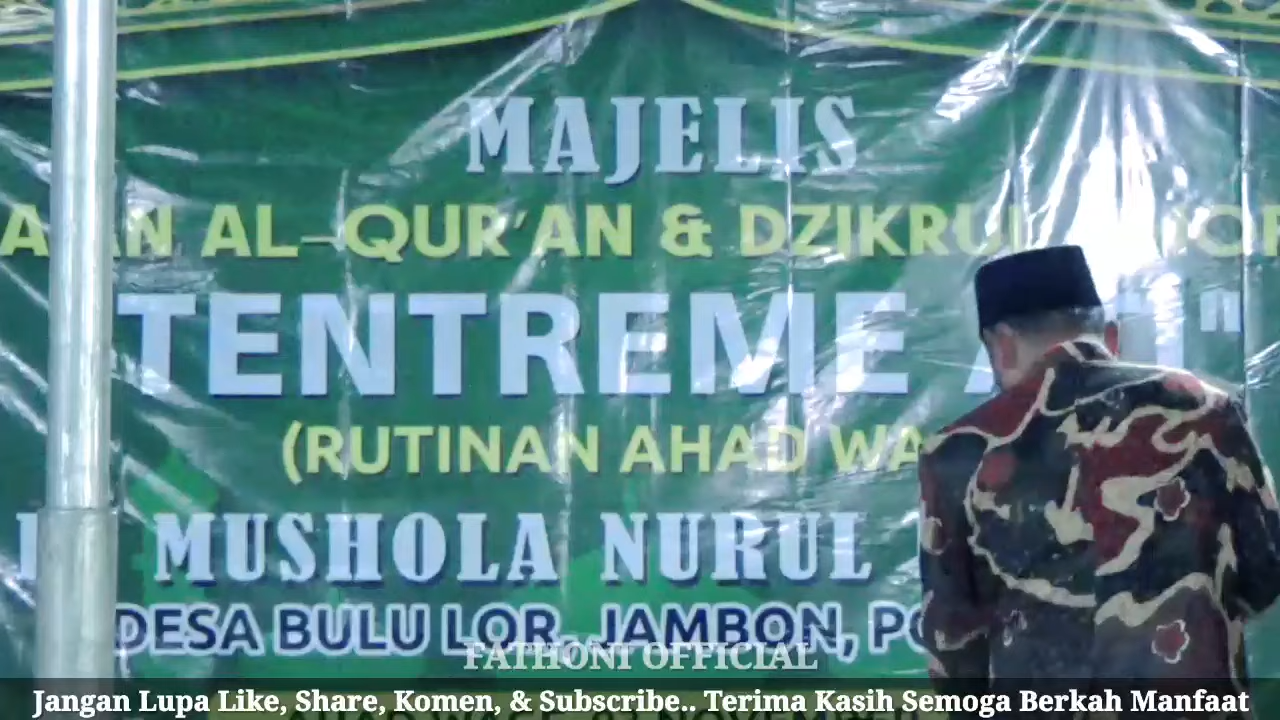 MAJELIS
AN AL-QUR'AN & DZIKRUL
"TENTREME A
(RUTINAN AHAD WA
MUSHOLA NURUL
DESA BULU LOR, JAMBON, PO
FATHONI OFFICIAL
Jangan Lupa Like, Share, Komen, & Subscribe.. Terima Kasih Semoga Berkah Manfaat